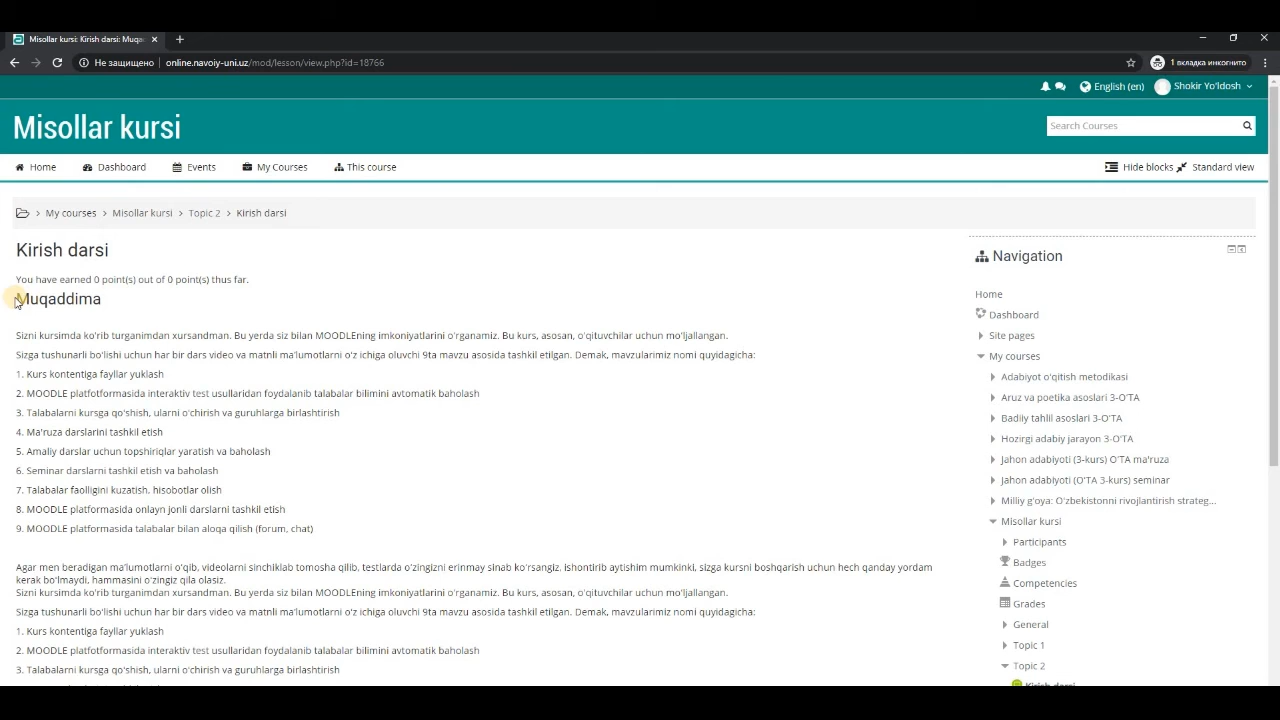 Misollar kursi: Kirish darsi: Muqa
Не защищено
online.navoiy-uni.uz/mod/lesson/view.php?id=18766
1 вкладка инкогнито
English (en)
Shokir Yo'ldosh
Misollar kursi
Search Courses
Home
Dashboard
Events
My Courses
This course
Hide blocks
Standard view
My courses
Misollar kursi
Topic 2
Kirish darsi
Kirish darsi
You have earned 0 point(s) out of 0 point(s) thus far.
Muqaddima
Sizni kursimda ko'rib turganimdan xursandman. Bu yerda siz bilan MOODLEning imkoniyatlarini o'rganamiz. Bu kurs, asosan, o'qituvchilar uchun mo'ljallangan.
Sizga tushunarli bo'lishi uchun har bir dars video va matnli ma'lumotlarni o'z ichiga oluvchi 9ta mavzu asosida tashkil etilgan. Demak, mavzularimiz nomi quyidagicha:
1. Kurs kontentiga fayllar yuklash
2. MOODLE platfotformasida interaktiv test usullaridan foydalanib talabalar bilimini avtomatik baholash
3. Talabalarni kursga qo'shish, ularni o'chirish va guruhlarga birlashtirish
4. Ma'ruza darslarini tashkil etish
5. Amaliy darslar uchun topshiriqlar yaratish va baholash
6. Seminar darslarni tashkil etish va baholash
7. Talabalar faolligini kuzatish, hisobotlar olish
8. MOODLE platformasida onlayn jonli darslarni tashkil etish
9. MOODLE platformasida talabalar bilan aloqa qilish (forum, chat)
Agar men beradigan ma'lumotlarni o'qib, videolarni sinchiklab tomosha qilib, testlarda o'zingizni erinmay sinab ko'rsangiz, ishontirib aytishim mumkinki, sizga kursni boshqarish uchun hech qanday yordam
kerak bo'lmaydi, hammasini o'zingiz qila olasiz.
Sizni kursimda ko'rib turganimdan xursandman. Bu yerda siz bilan MOODLEning imkoniyatlarini o'rganamiz. Bu kurs, asosan, o'qituvchilar uchun mo'ljallangan.
Sizga tushunarli bo'lishi uchun har bir dars video va matnli ma'lumotlarni o'z ichiga oluvchi 9ta mavzu asosida tashkil etilgan. Demak, mavzularimiz nomi quyidagicha:
1. Kurs kontentiga fayllar yuklash
2. MOODLE platfotformasida interaktiv test usullaridan foydalanib talabalar bilimini avtomatik baholash
3. Talabalarni kursga qo'shish, ularni o'chirish va guruhlarga birlashtirish
Navigation
Home
Dashboard
Site pages
My courses
Adabiyot o'qitish metodikasi
Aruz va poetika asoslari 3-O'TA
Badiiy tahlil asoslari 3-O'TA
Hozirgi adabiy jarayon 3-O'TA
Jahon adabiyoti (3-kurs) O'TA ma'ruza
Jahon adabiyoti (O'TA 3-kurs) seminar
Milliy g'oya: O'zbekistonni rivojlantirish strateg...
Misollar kursi
Participants
Badges
Competencies
Grades
General
Topic 1
Topic 2
Kirish darsi